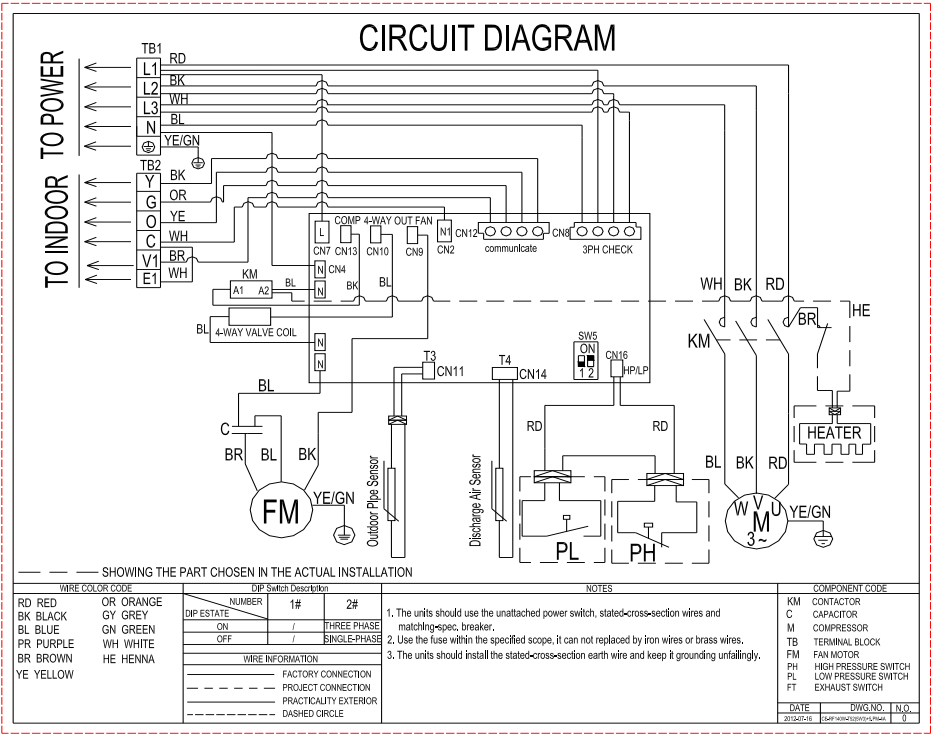 CIRCUIT DIAGRAM
TO POWER
TB1
L1
L2
L3
N
RD
BK
WH
BL
YE/GN
TO INDOOR
TB2
Y
G
O
C
V1
E1
BK
OR
YE
WH
BR
WH
COMP 4-WAY OUT FAN
L
CN7
CN13
CN10
CN9
N1
CN2
CN12
communicate
CN8
3PH CHECK
N
CN4
N
KM
A1
A2
BL
BK
BL
BL
4-WAY VALVE COIL
N
N
SW5
ON
1 2
CN16
HP/LP
T3
CN11
T4
CN14
WH
BK
RD
KM
BR
HE
HEATER
BL
C
BR
BL
BK
FM
YE/GN
Outdoor Pipe Sensor
Discharge Air Sensor
RD
RD
PL
PH
BL
BK
RD
W
V
U
M
3~
YE/GN
SHOWING THE PART CHOSEN IN THE ACTUAL INSTALLATION
WIRE COLOR CODE
RD RED
OR ORANGE
BK BLACK
GY GREY
BL BLUE
GN GREEN
PR PURPLE
WH WHITE
BR BROWN
HE HENNA
YE YELLOW
DIP Switch Description
NUMBER
DIP ESTATE
1#
2#
ON
/
THREE PHASE
OFF
/
SINGLE-PHASE
WIRE INFORMATION
FACTORY CONNECTION
PROJECT CONNECTION
PRACTICALITY EXTERIOR
DASHED CIRCLE
NOTES
1. The units should use the unattached power switch, stated-cross-section wires and
matching-spec, breaker.
2. Use the fuse within the specified scope, it can not replaced by iron wires or brass wires.
3. The units should install the stated-cross-section earth wire and keep it grounding unfailingly.
COMPONENT CODE
KM CONTACTOR
C CAPACITOR
M COMPRESSOR
TB TERMINAL BLOCK
FM FAN MOTOR
PH HIGH PRESSURE SWITCH
PL LOW PRESSURE SWITCH
FT EXHAUST SWITCH
DATE
DWG.NO.
N.O.
2012-07-16
0